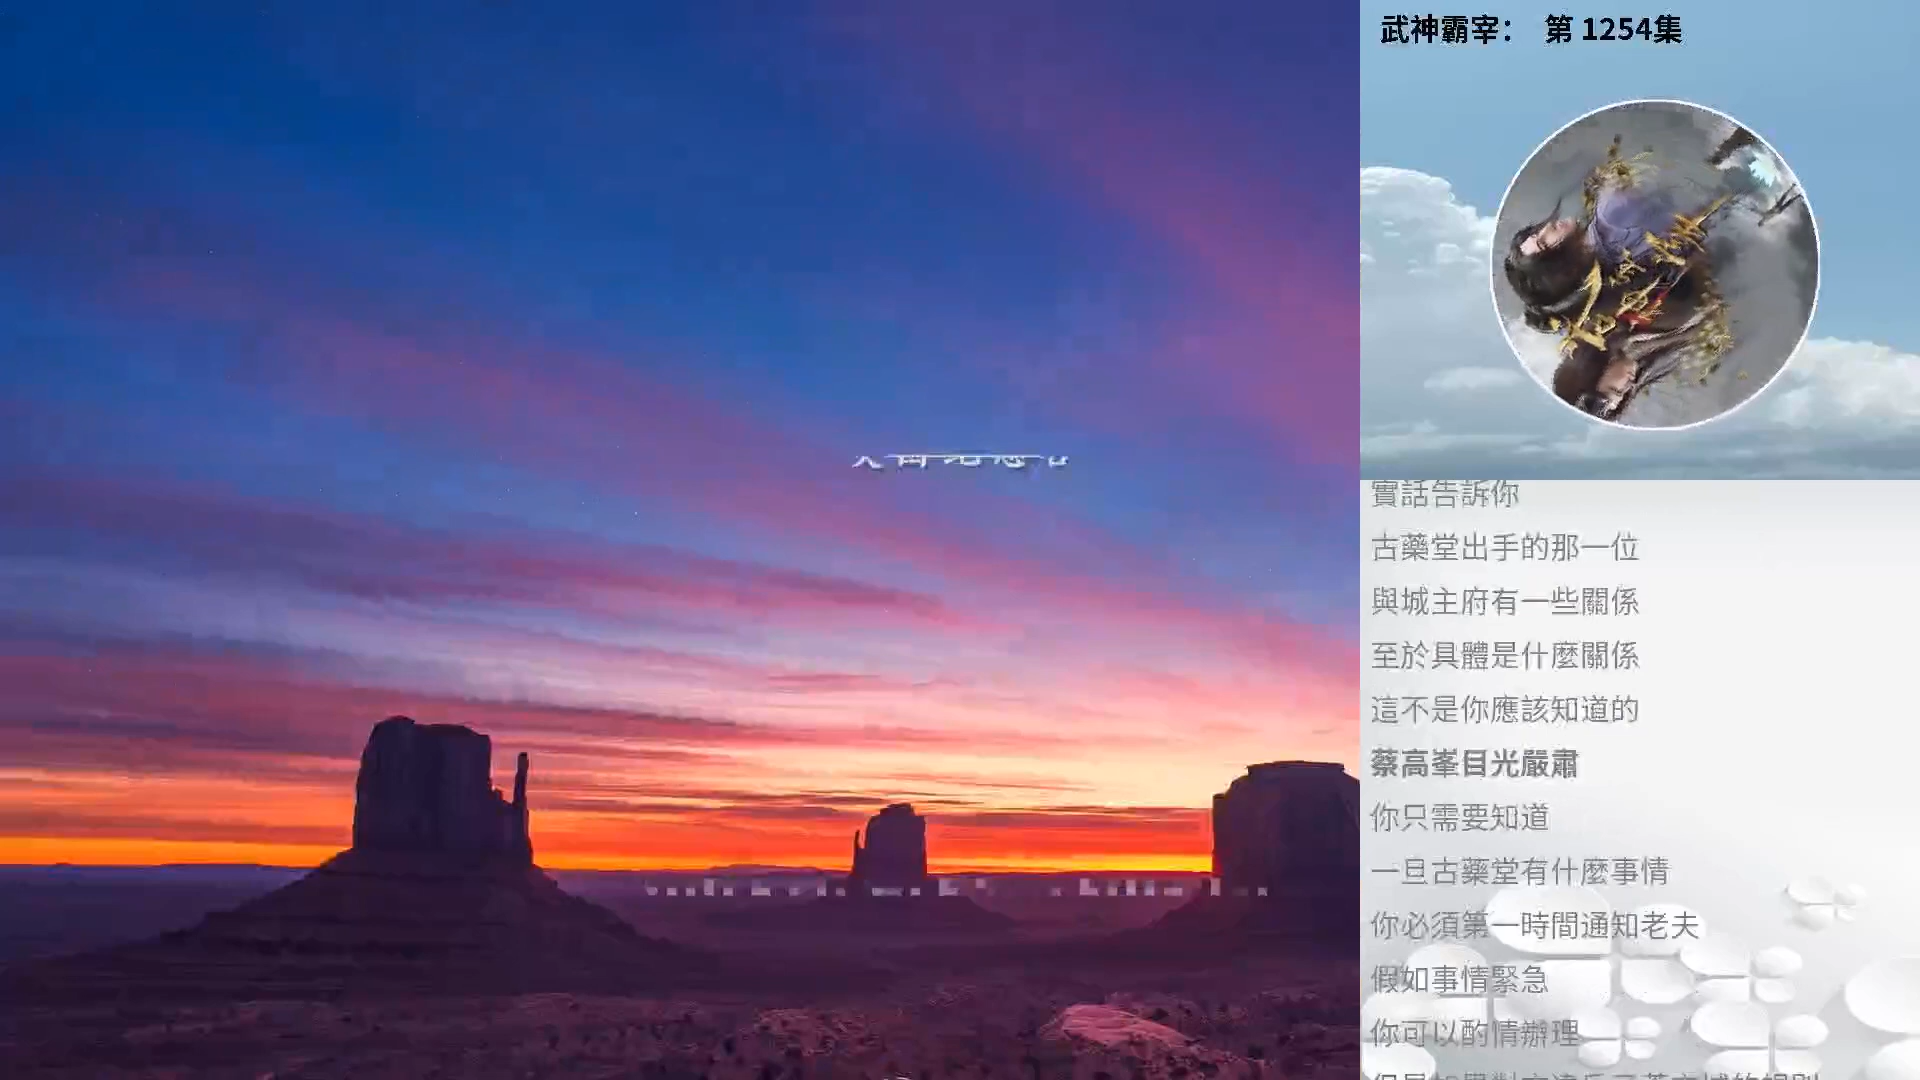 武神霸宰： 第 1254集
實話告訴你
古藥堂出手的那一位
與城主府有一些關係
至於具體是什麼關係
這不是你應該知道的
蔡高峯目光嚴肅
你只需要知道
一旦古藥堂有什麼事情
你必須第一時間通知老夫
假如事情緊急
你可以酌情辦理